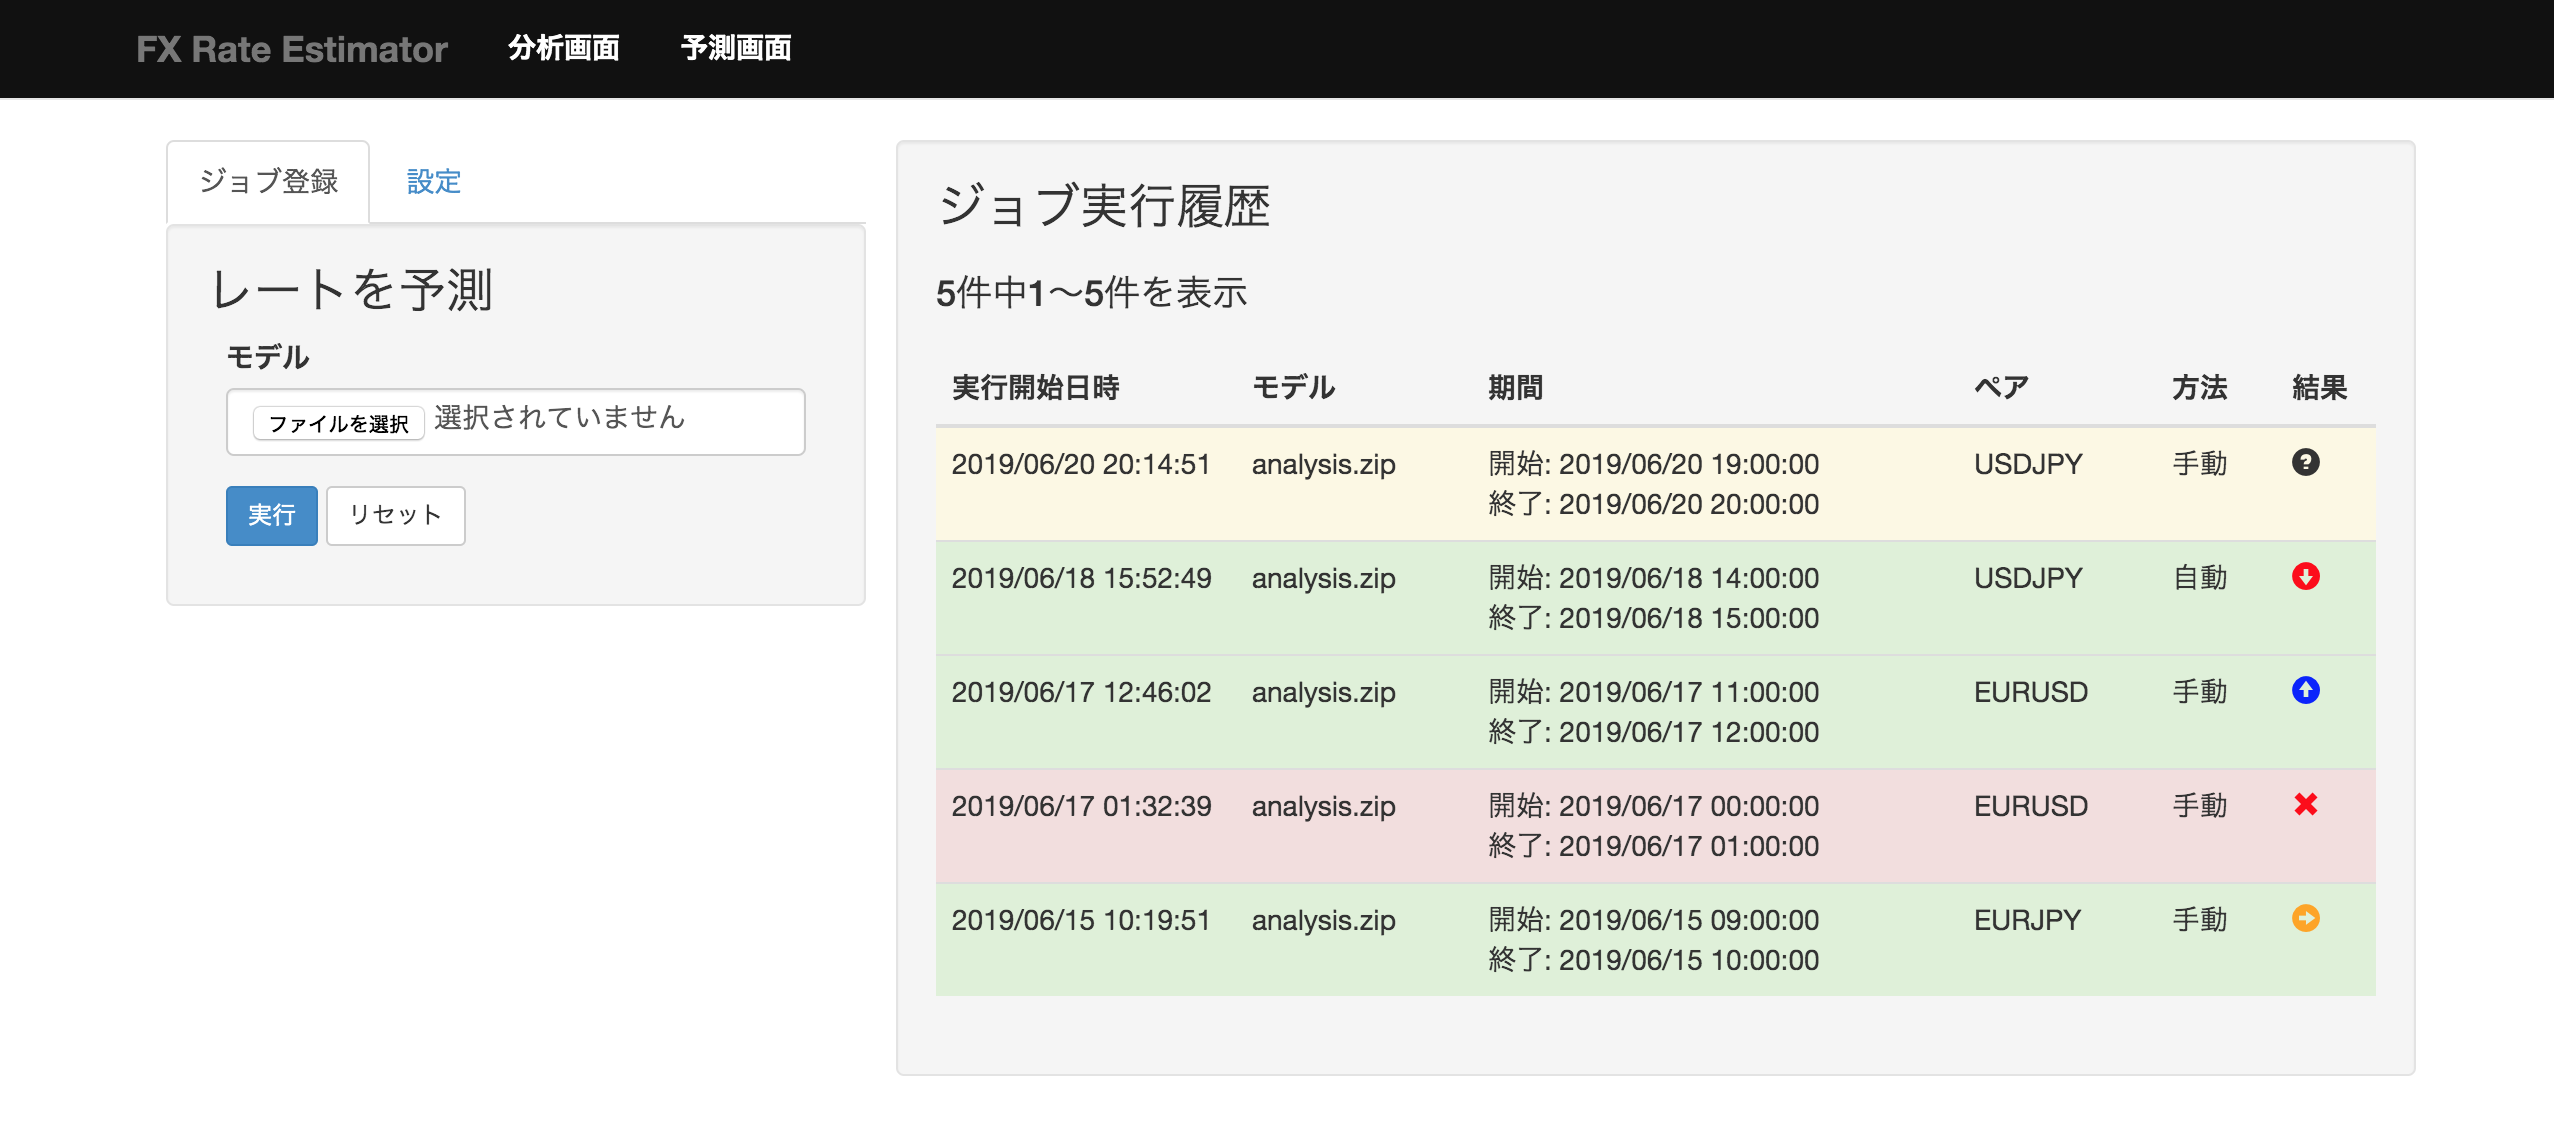 FX Rate Estimator 分析画面 予測画面
ジョブ登録 設定
レートを予測
モデル
ファイルを選択 選択されていません
実行 リセット
ジョブ実行履歴
5件中1〜5件を表示
実行開始日時 モデル 期間 ペア 方法 結果
2019/06/20 20:14:51 analysis.zip 開始: 2019/06/20 19:00:00 USDJPY 手動
終了: 2019/06/20 20:00:00
2019/06/18 15:52:49 analysis.zip 開始: 2019/06/18 14:00:00 USDJPY 自動
終了: 2019/06/18 15:00:00
2019/06/17 12:46:02 analysis.zip 開始: 2019/06/17 11:00:00 EURUSD 手動
終了: 2019/06/17 12:00:00
2019/06/17 01:32:39 analysis.zip 開始: 2019/06/17 00:00:00 EURUSD 手動
終了: 2019/06/17 01:00:00
2019/06/15 10:19:51 analysis.zip 開始: 2019/06/15 09:00:00 EURJPY 手動
終了: 2019/06/15 10:00:00